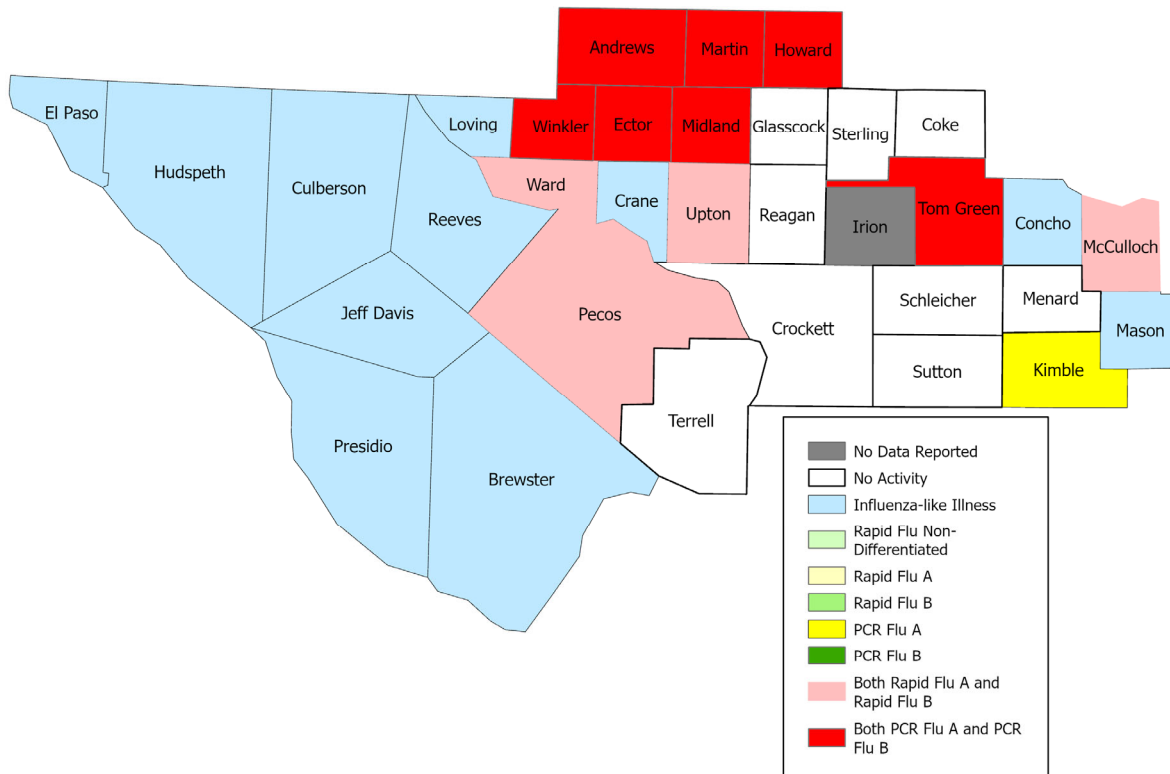 Andrews
Martin
Howard
El Paso
Loving
Winkler
Ector
Midland
Glasscock
Sterling
Coke
Hudspeth
Culberson
Reeves
Ward
Crane
Upton
Reagan
Irion
Tom Green
Concho
McCulloch
Jeff Davis
Pecos
Crockett
Schleicher
Menard
Mason
Sutton
Kimble
Terrell
Presidio
Brewster
No Data Reported
No Activity
Influenza-like Illness
Rapid Flu Non-
Differentiated
Rapid Flu A
Rapid Flu B
PCR Flu A
PCR Flu B
Both Rapid Flu A and
Rapid Flu B
Both PCR Flu A and PCR
Flu B